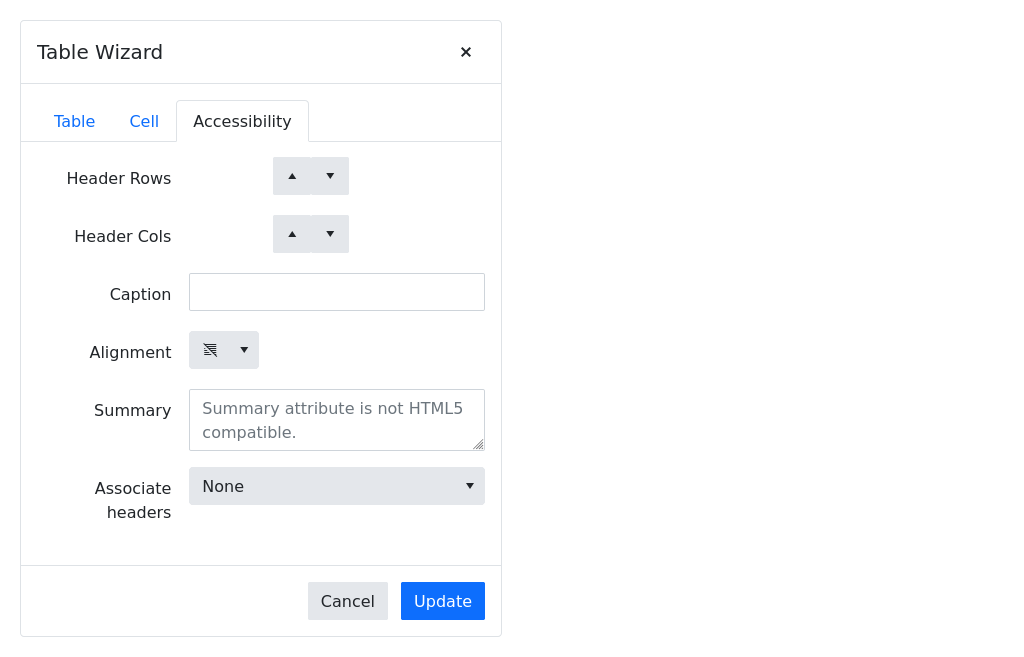 Table Wizard
Table Cell Accessibility
Header Rows
Header Cols
Caption
Alignment
Summary
Summary attribute is not HTML5
compatible.
Associate
headers
None
Cancel Update